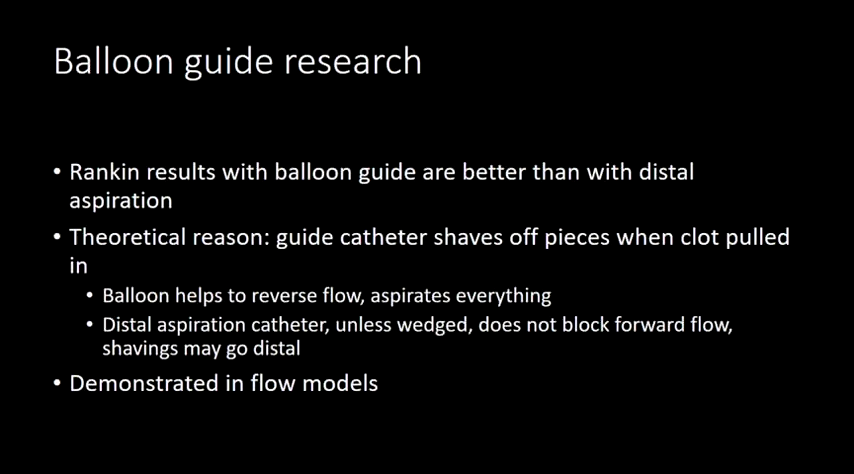 Balloon guide research
• Rankin results with balloon guide are better than with distal
aspiration
• Theoretical reason: guide catheter shaves off pieces when clot pulled
in
• Balloon helps to reverse flow, aspirates everything
• Distal aspiration catheter, unless wedged, does not block forward flow,
shavings may go distal
• Demonstrated in flow models